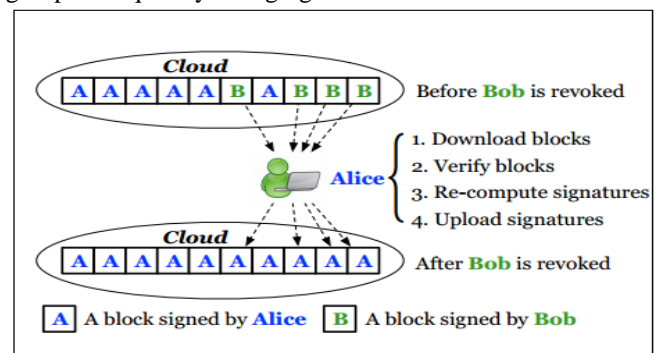 Cloud
A A A A A B A B B B
Before Bob is revoked
Alice
1. Download blocks
2. Verify blocks
3. Re-compute signatures
4. Upload signatures
Cloud
A A A A A A A A A A
After Bob is revoked
A A block signed by Alice B A block signed by Bob